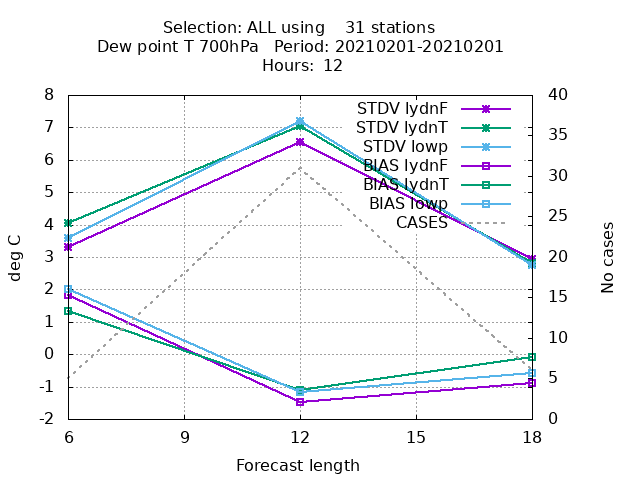 Selection: ALL using    31 stations
Dew point T 700hPa   Period: 20210201-20210201
Hours:  12
8
7
6
5
4
3
2
1
0
-1
-2
40
35
30
25
20
15
10
5
0
deg C
No cases
STDV lydnF
STDV lydnT
STDV lowp
BIAS lydnF
BIAS lydnT
BIAS lowp
CASES
6
9
12
15
18
Forecast length